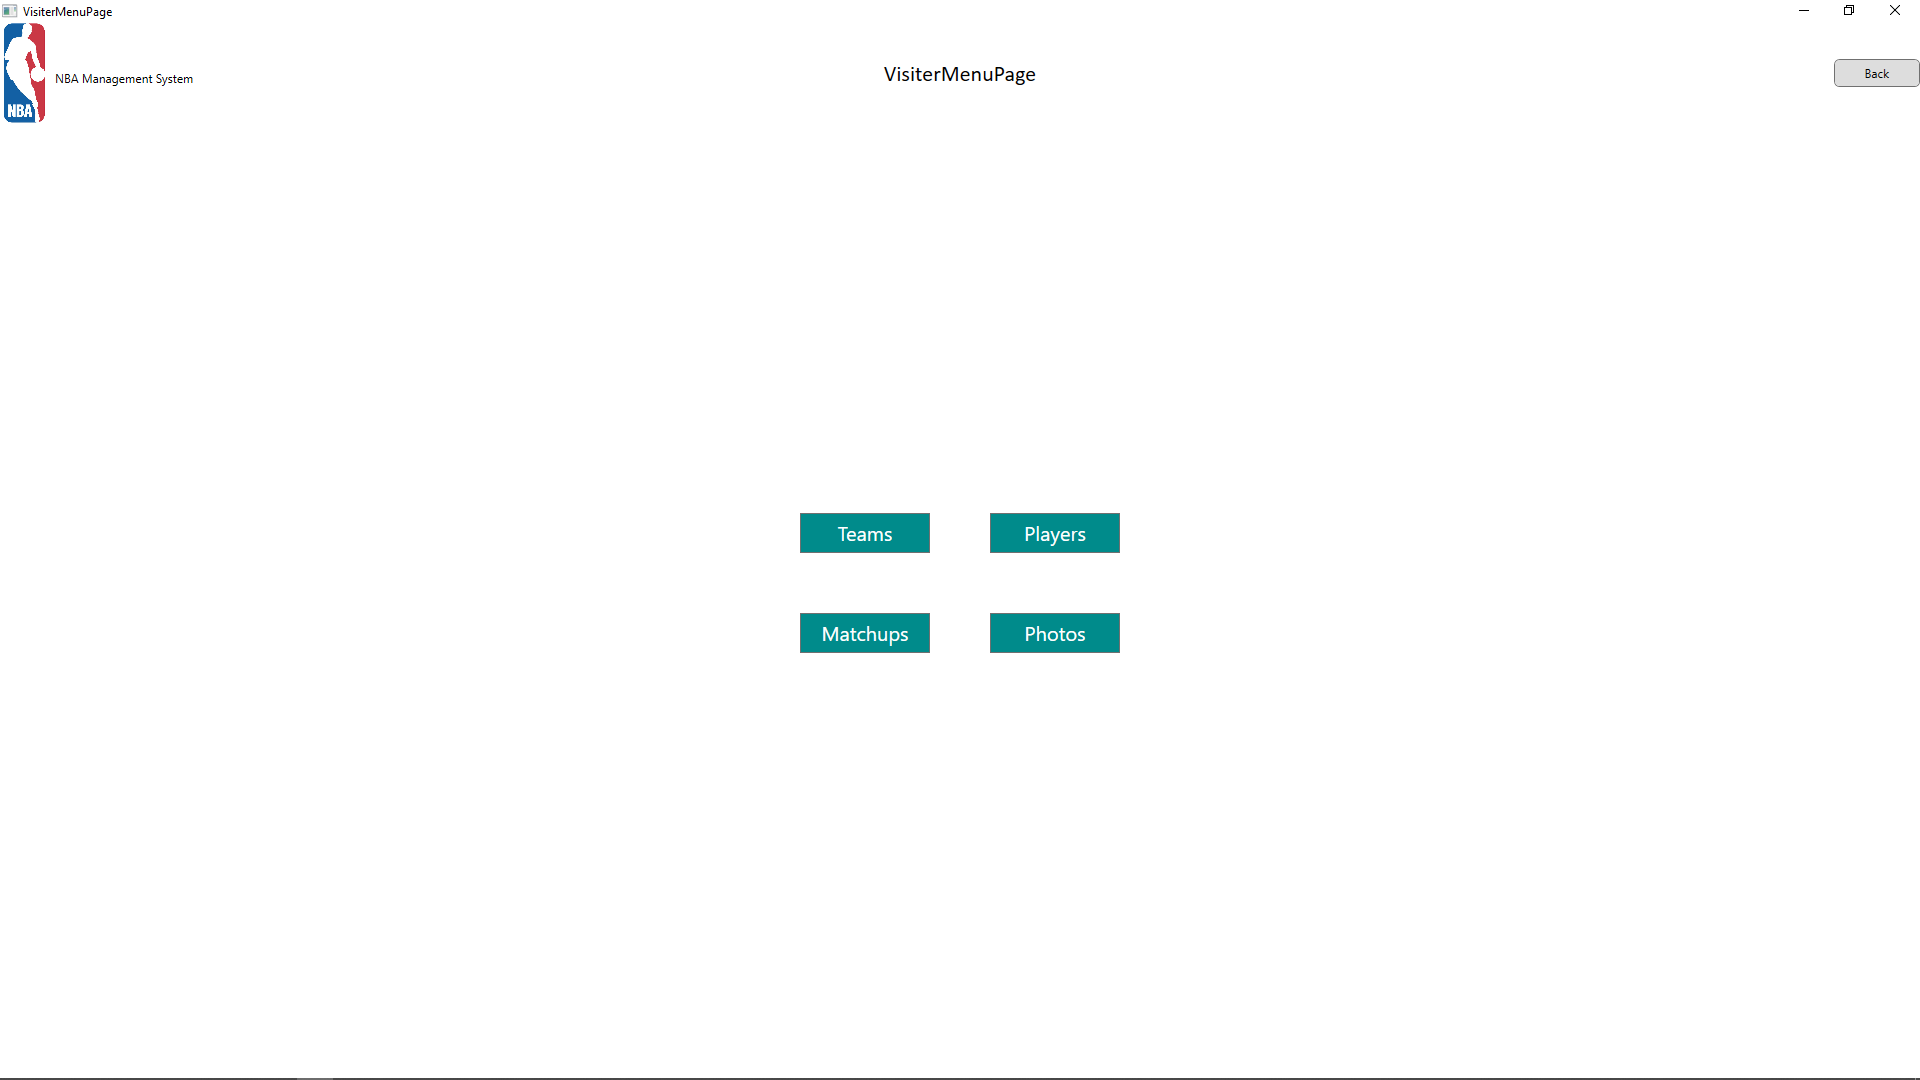 VisiterMenuPage
NBA Management System
VisiterMenuPage
Back
NBA
Teams
Players
Matchups
Photos